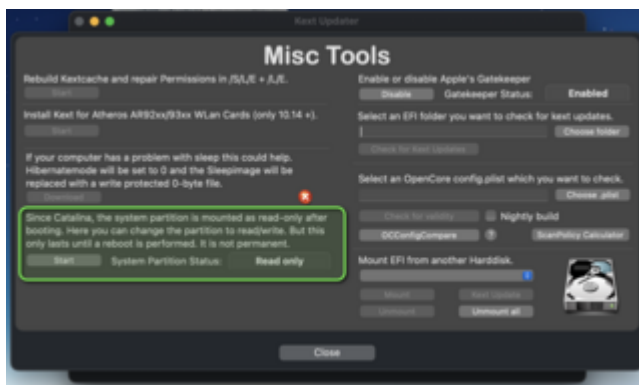 Kext Updater
Misc Tools
Rebuild Kextcache and repair Permissions in /S/L/E + /L/E.
Start
Install Kext for Atheros AR92xx/93xx WLan Cards (only 10.14 +).
Start
If your computer has a problem with sleep this could help.
Hibernatemode will be set to 0 and the Sleepimage will be
replaced with a write protected 0-byte file.
Download
Since Catalina, the system partition is mounted as read-only after
booting. Here you can change the partition to read/write. But this
only lasts until a reboot is performed. It is not permanent.
Start System Partition Status: Read only
Enable or disable Apple's Gatekeeper
Disable Gatekeeper Status: Enabled
Select an EFI folder you want to check for kext updates.
Choose folder
Check for Kext Updates
Select an OpenCore config.plist which you want to check.
Choose .plist
Check for validity Nightly build
OCConfigCompare ? ScanPolicy Calculator
Mount EFI from another Harddisk.
Mount Kext Update
Unmount Unmount all
Close